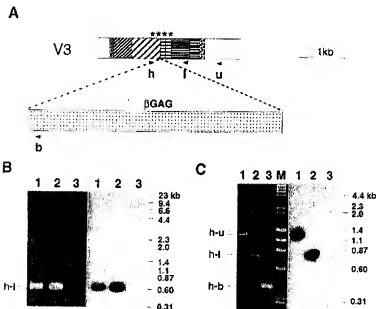 A
****
V3
1kb
h l u
βGAG
b
B
1 2 3 1 2 3
23 kb
9.4
6.6
4.4
2.3
2.0
1.4
1.1
0.87
0.60
0.31
h-l
C
1 2 3 M 1 2 3
4.4 kb
2.3
2.0
1.4
1.1
0.87
0.60
0.31
h-u
h-l
h-b